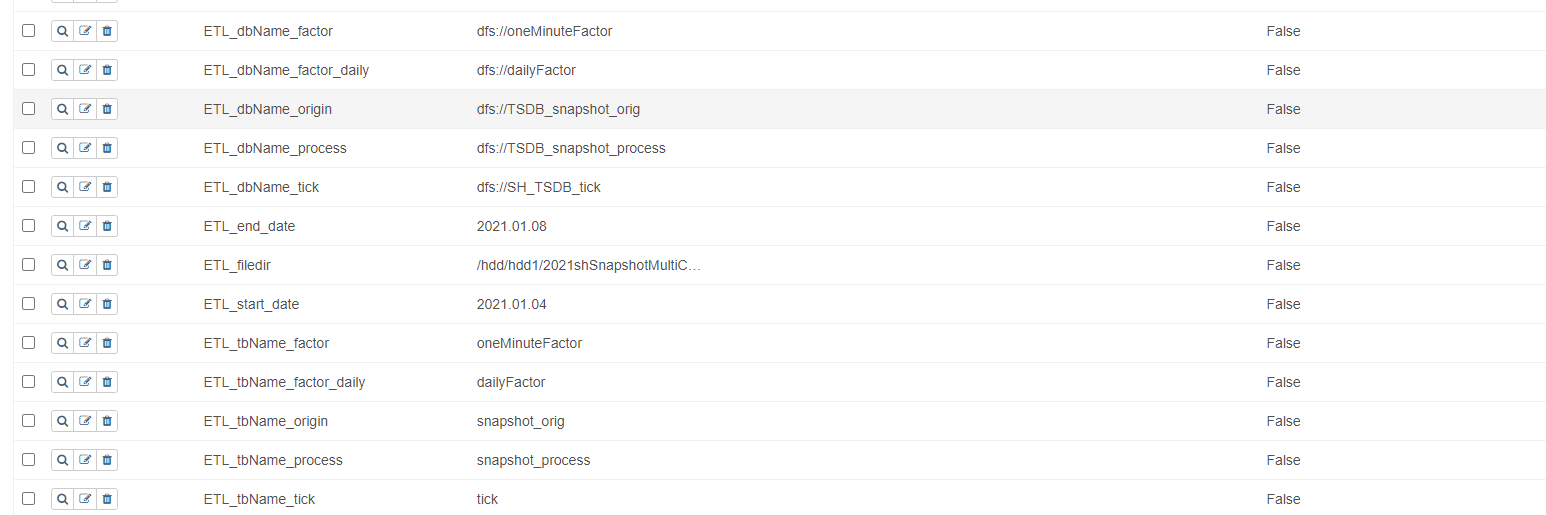 ETL_dbName_factor dfs://oneMinuteFactor False
ETL_dbName_factor_daily dfs://dailyFactor False
ETL_dbName_origin dfs://TSDB_snapshot_orig False
ETL_dbName_process dfs://TSDB_snapshot_process False
ETL_dbName_tick dfs://SH_TSDB_tick False
ETL_end_date 2021.01.08 False
ETL_filedir /hdd/hdd1/2021shSnapshotMultiC… False
ETL_start_date 2021.01.04 False
ETL_tbName_factor oneMinuteFactor False
ETL_tbName_factor_daily dailyFactor False
ETL_tbName_origin snapshot_orig False
ETL_tbName_process snapshot_process False
ETL_tbName_tick tick False